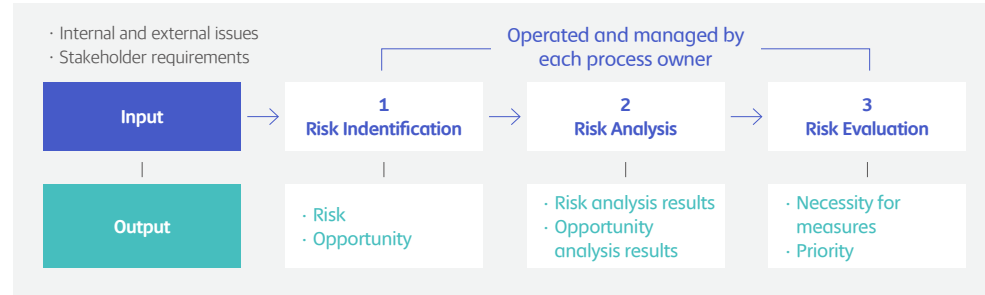 · Internal and external issues
· Stakeholder requirements
Operated and managed by
each process owner
Input
1
Risk Indentification
2
Risk Analysis
3
Risk Evaluation
Output
· Risk
· Opportunity
· Risk analysis results
· Opportunity
analysis results
· Necessity for
measures
· Priority